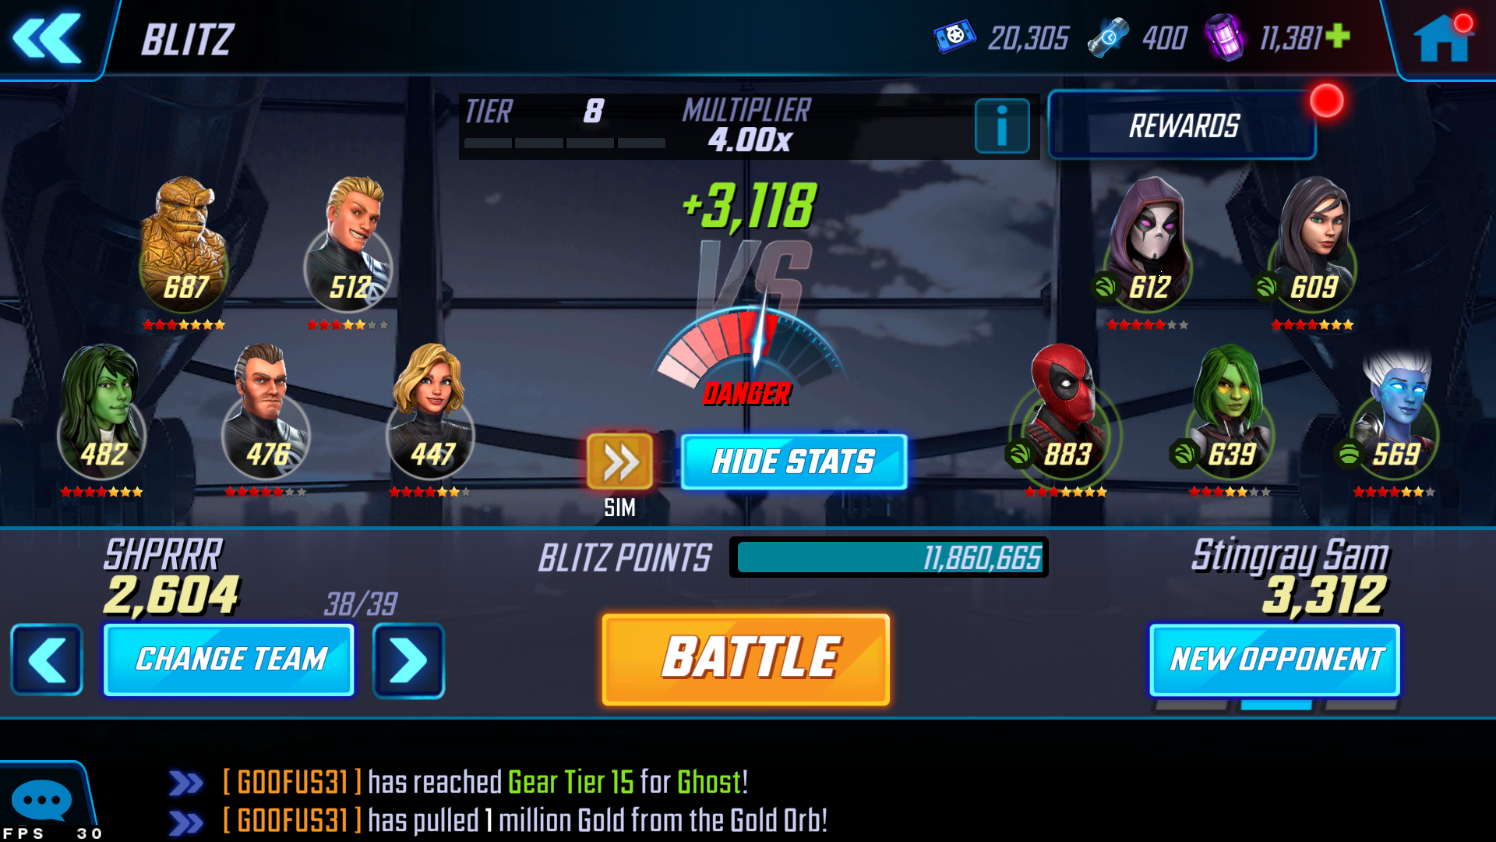 BLITZ
20,305
400
11,381
TIER 8
MULTIPLIER
4.00x
i
REWARDS
+3,118
VS
DANGER
687
512
612
609
482
476
447
883
639
569
HIDE STATS
SIM
SHPRRR
2,604
38/39
BLITZ POINTS
11,860,665
Stingray Sam
3,312
CHANGE TEAM
BATTLE
NEW OPPONENT
[ GOOFUS31 ] has reached Gear Tier 15 for Ghost!
[ GOOFUS31 ] has pulled 1 million Gold from the Gold Orb!
FPS 30